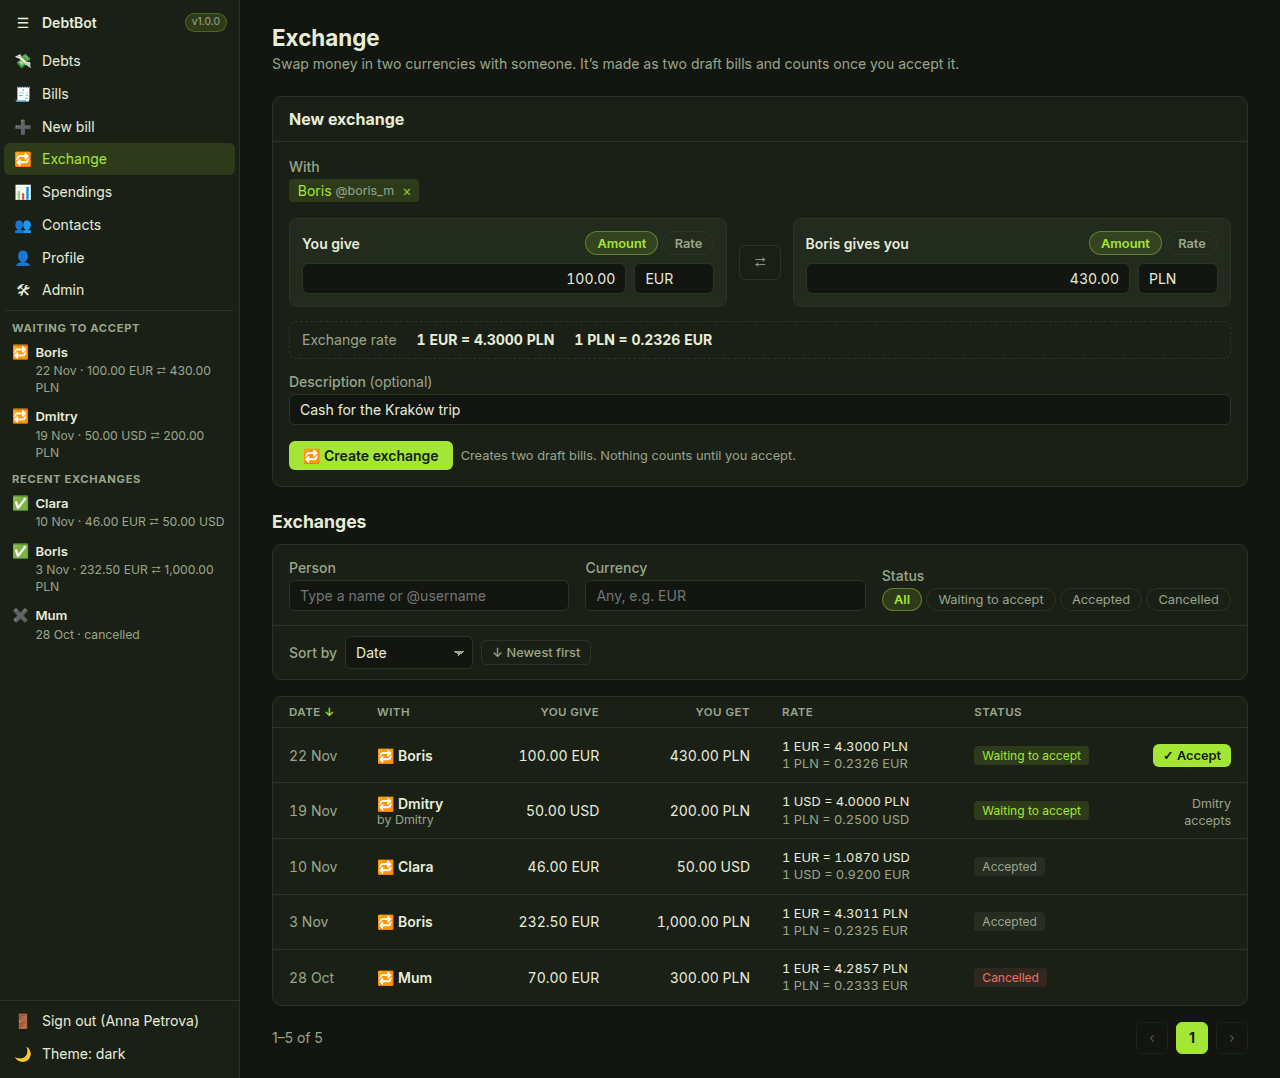 ☰ DebtBot v1.0.0
Debts
Bills
New bill
Exchange
Spendings
Contacts
Profile
Admin
WAITING TO ACCEPT
Boris
22 Nov · 100.00 EUR ⇄ 430.00
PLN
Dmitry
19 Nov · 50.00 USD ⇄ 200.00
PLN
RECENT EXCHANGES
Clara
10 Nov · 46.00 EUR ⇄ 50.00 USD
Boris
3 Nov · 232.50 EUR ⇄ 1,000.00
PLN
Mum
28 Oct · cancelled
Sign out (Anna Petrova)
Theme: dark
Exchange
Swap money in two currencies with someone. It’s made as two draft bills and counts once you accept it.
New exchange
With
Boris @boris_m ×
You give Amount Rate
100.00 EUR
⇄
Boris gives you Amount Rate
430.00 PLN
Exchange rate 1 EUR = 4.3000 PLN 1 PLN = 0.2326 EUR
Description (optional)
Cash for the Kraków trip
Create exchange Creates two draft bills. Nothing counts until you accept.
Exchanges
Person Currency Status
Type a name or @username Any, e.g. EUR All Waiting to accept Accepted Cancelled
Sort by Date ↓ Newest first
DATE ↓ WITH YOU GIVE YOU GET RATE STATUS
22 Nov Boris 100.00 EUR 430.00 PLN 1 EUR = 4.3000 PLN Waiting to accept ✓ Accept
1 PLN = 0.2326 EUR
19 Nov Dmitry 50.00 USD 200.00 PLN 1 USD = 4.0000 PLN Waiting to accept Dmitry
by Dmitry 1 PLN = 0.2500 USD accepts
10 Nov Clara 46.00 EUR 50.00 USD 1 EUR = 1.0870 USD Accepted
1 USD = 0.9200 EUR
3 Nov Boris 232.50 EUR 1,000.00 PLN 1 EUR = 4.3011 PLN Accepted
1 PLN = 0.2325 EUR
28 Oct Mum 70.00 EUR 300.00 PLN 1 EUR = 4.2857 PLN Cancelled
1 PLN = 0.2333 EUR
1–5 of 5 ‹ 1 ›